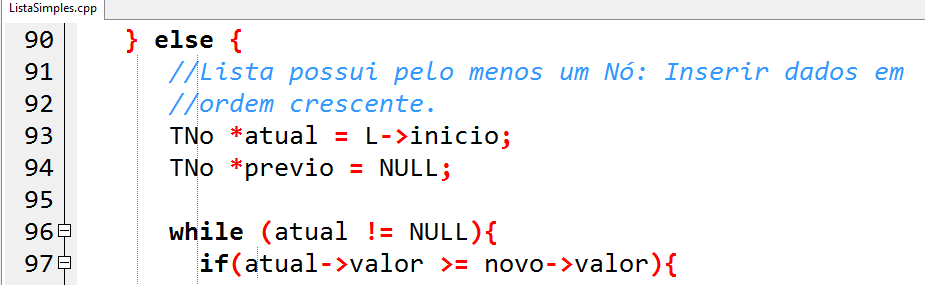 ListaSimples.cpp
90 } else {
91 //Lista possui pelo menos um Nó: Inserir dados em
92 //ordem crescente.
93 TNo *atual = L->inicio;
94 TNo *previo = NULL;
95
96 while (atual != NULL){
97 if(atual->valor >= novo->valor){